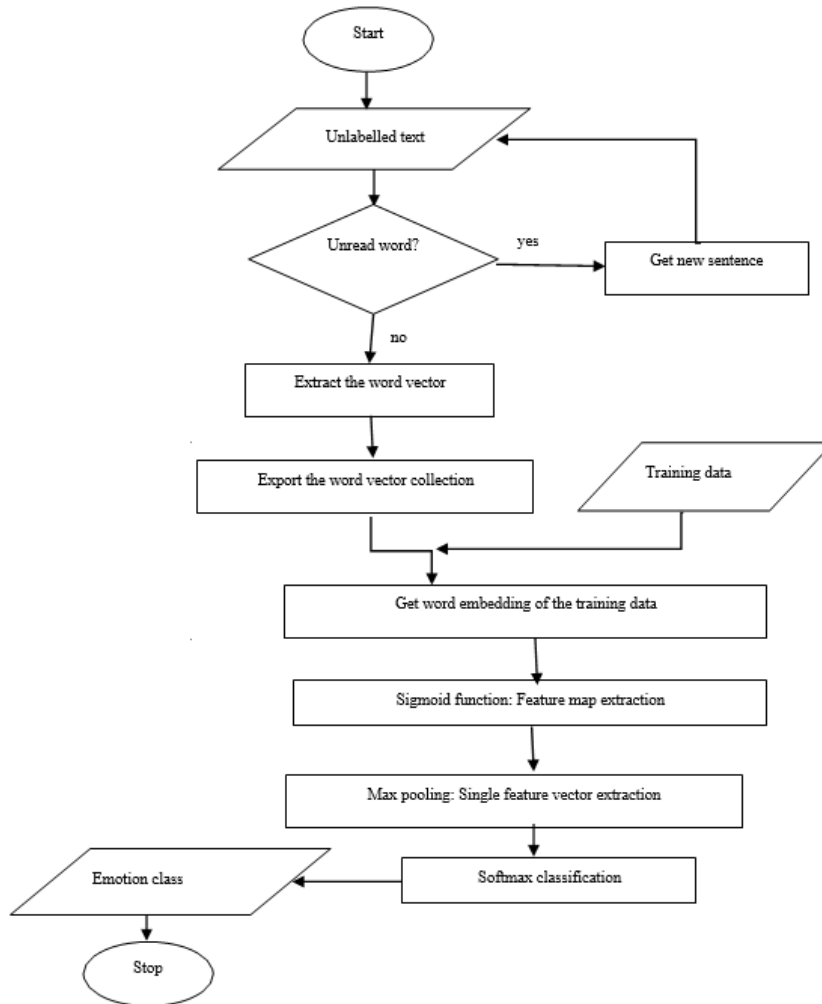 Start
Unlabelled text
Unread word?
yes
Get new sentence
no
Extract the word vector
Export the word vector collection
Training data
Get word embedding of the training data
Sigmoid function: Feature map extraction
Max pooling: Single feature vector extraction
Softmax classification
Emotion class
Stop